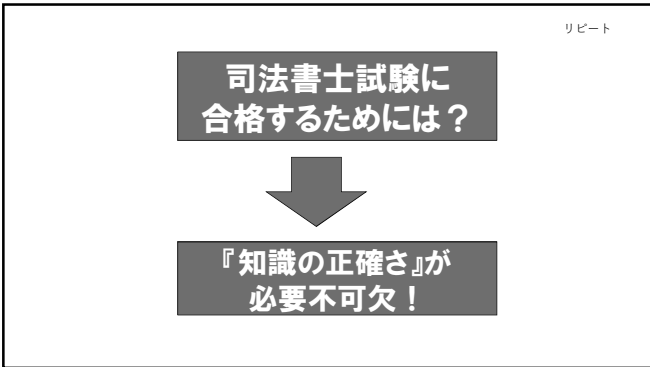 リピート
司法書士試験に
合格するためには？
『知識の正確さ』が
必要不可欠！